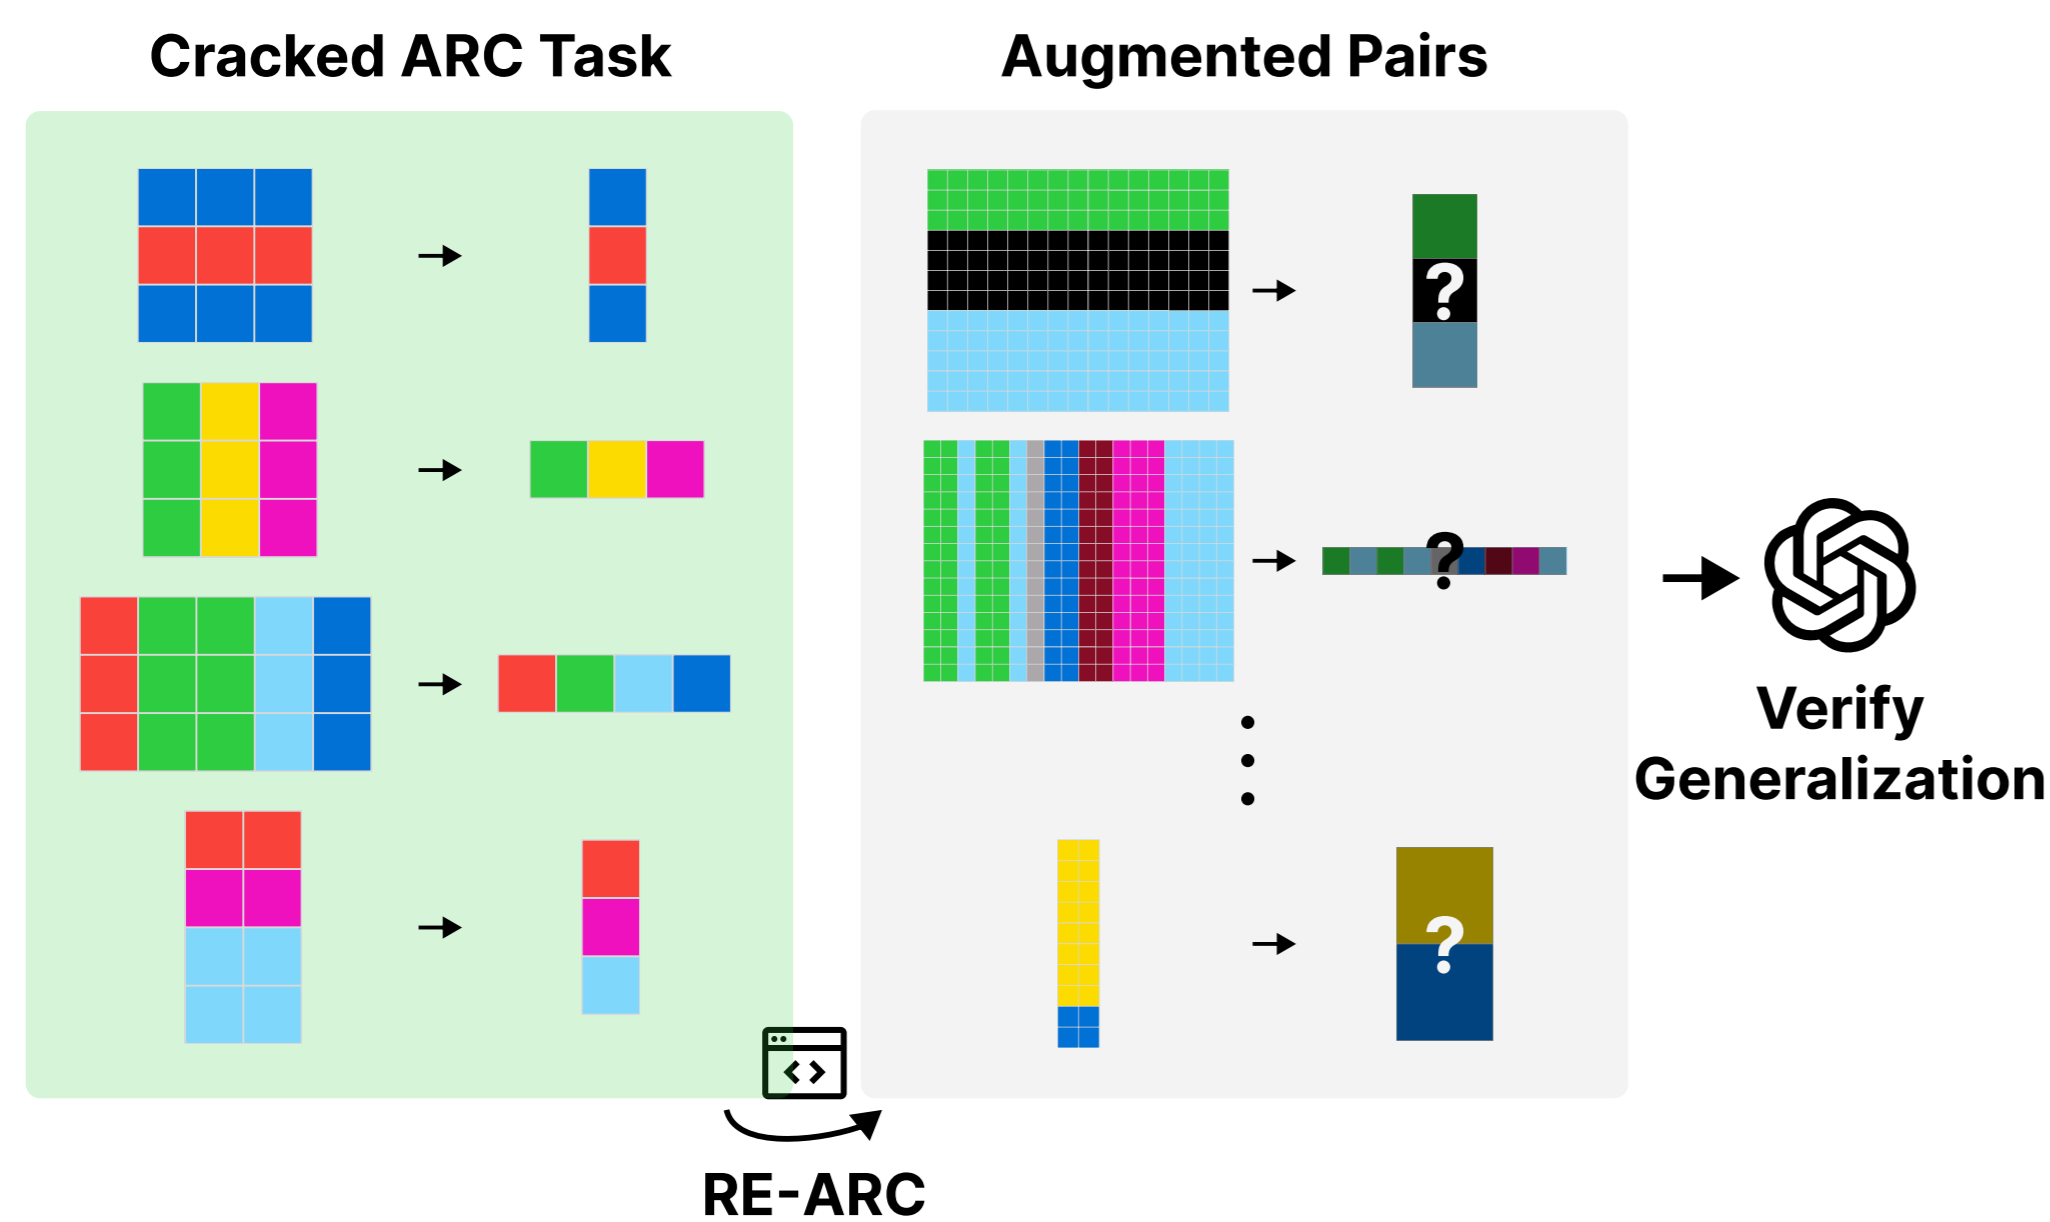 Cracked ARC Task
Augmented Pairs
?
?
?
Verify
Generalization
RE-ARC